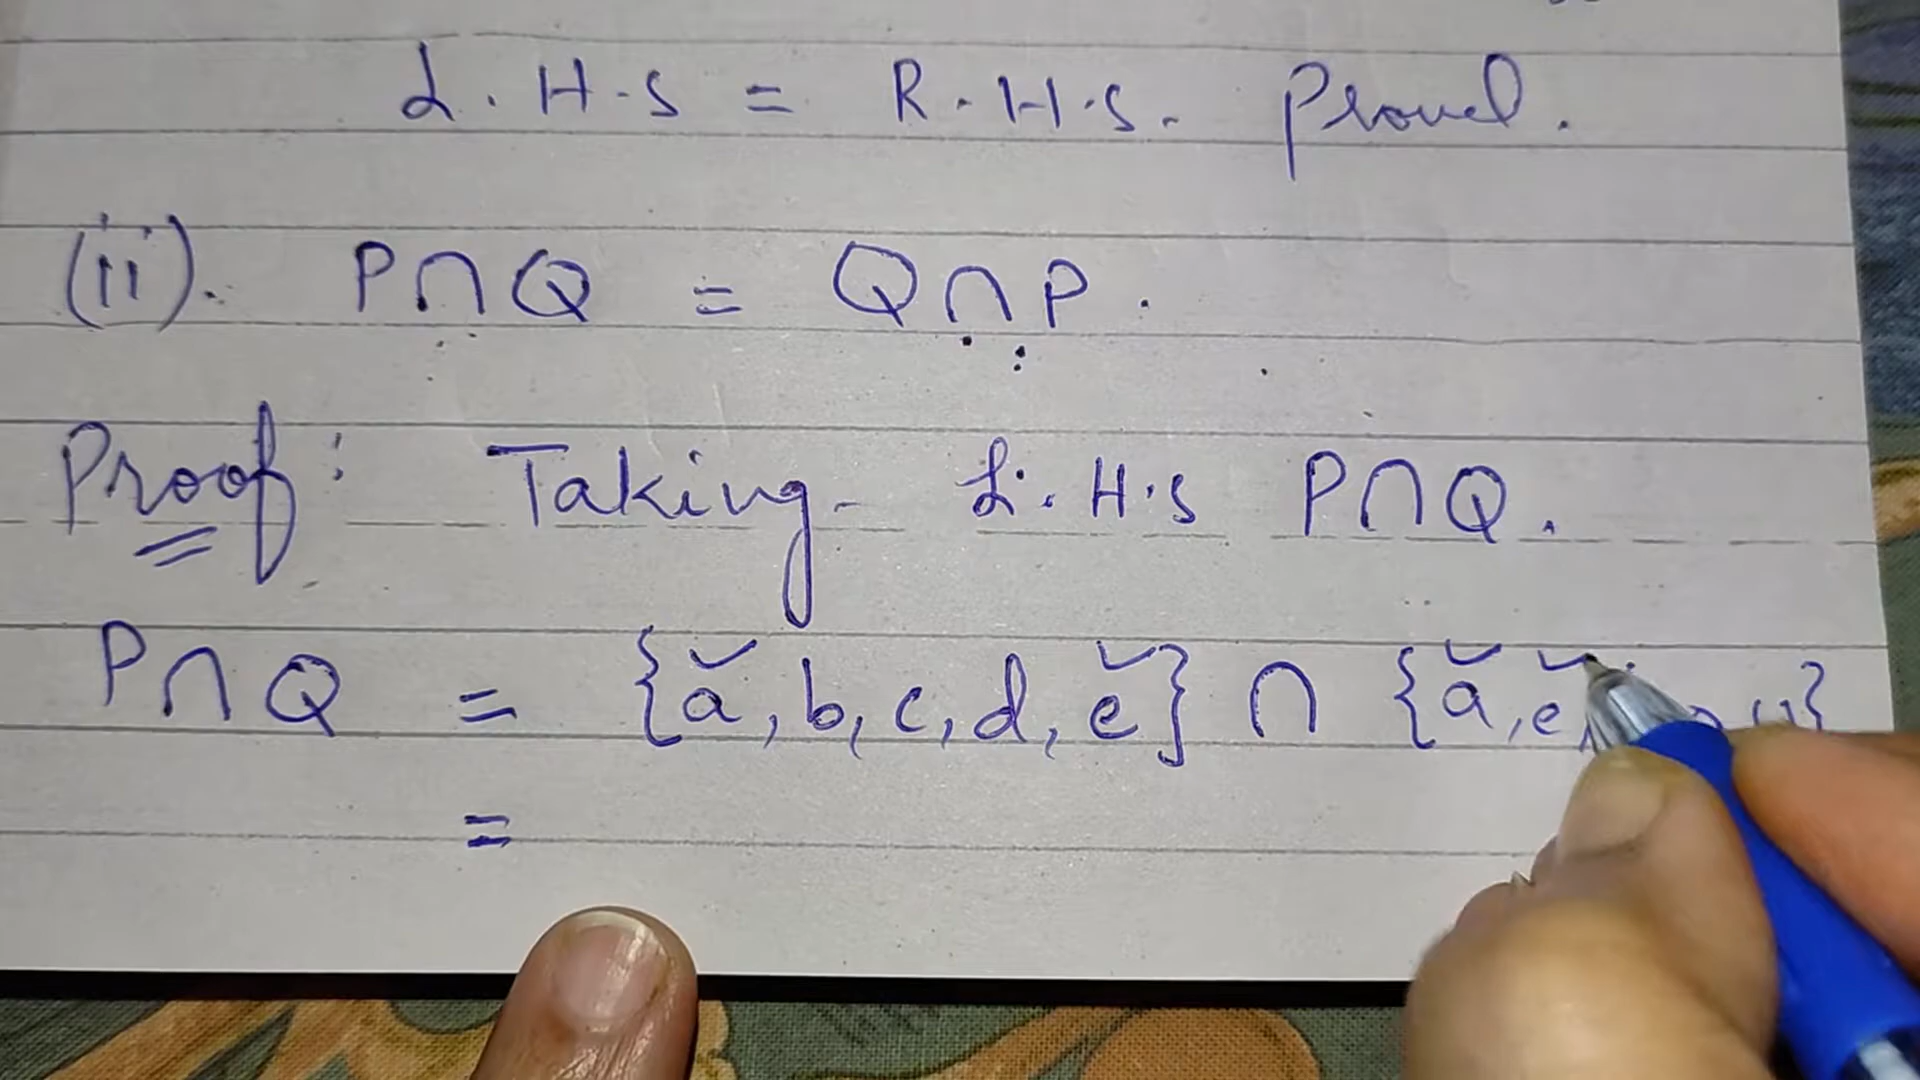 L.H.S = R.H.S. Proved.
(ii). P∩Q = Q∩P.
Proof: Taking L.H.S P∩Q.
P∩Q = {a, b, c, d, e} ∩ {a, e, u}
=